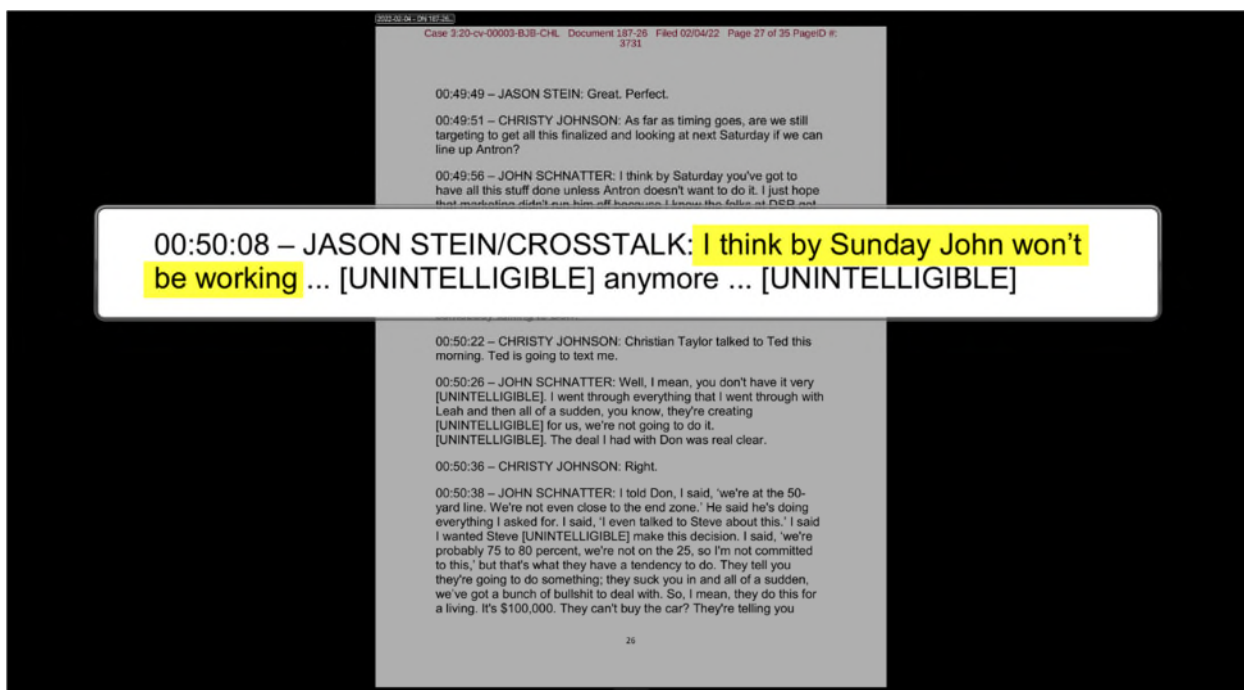 2022-02-04 - DN 187-26...
Case 3:20-cv-00003-BJB-CHL Document 187-26 Filed 02/04/22 Page 27 of 35 PageID #:
3731
00:49:49 – JASON STEIN: Great. Perfect.
00:49:51 – CHRISTY JOHNSON: As far as timing goes, are we still
targeting to get all this finalized and looking at next Saturday if we can
line up Antron?
00:49:56 – JOHN SCHNATTER: I think by Saturday you've got to
have all this stuff done unless Antron doesn't want to do it. I just hope
that marketing didn't run him off because I know the folks at DSR got
00:50:08 – JASON STEIN/CROSSTALK: I think by Sunday John won't
be working ... [UNINTELLIGIBLE] anymore ... [UNINTELLIGIBLE]
00:50:22 – CHRISTY JOHNSON: Christian Taylor talked to Ted this
morning. Ted is going to text me.
00:50:26 – JOHN SCHNATTER: Well, I mean, you don't have it very
[UNINTELLIGIBLE]. I went through everything that I went through with
Leah and then all of a sudden, you know, they're creating
[UNINTELLIGIBLE] for us, we're not going to do it.
[UNINTELLIGIBLE]. The deal I had with Don was real clear.
00:50:36 – CHRISTY JOHNSON: Right.
00:50:38 – JOHN SCHNATTER: I told Don, I said, 'we're at the 50-
yard line. We're not even close to the end zone.' He said he's doing
everything I asked for. I said, 'I even talked to Steve about this.' I said
I wanted Steve [UNINTELLIGIBLE] make this decision. I said, 'we're
probably 75 to 80 percent, we're not on the 25, so I'm not committed
to this,' but that's what they have a tendency to do. They tell you
they're going to do something; they suck you in and all of a sudden,
we've got a bunch of bullshit to deal with. So, I mean, they do this for
a living. It's $100,000. They can't buy the car? They're telling you
26